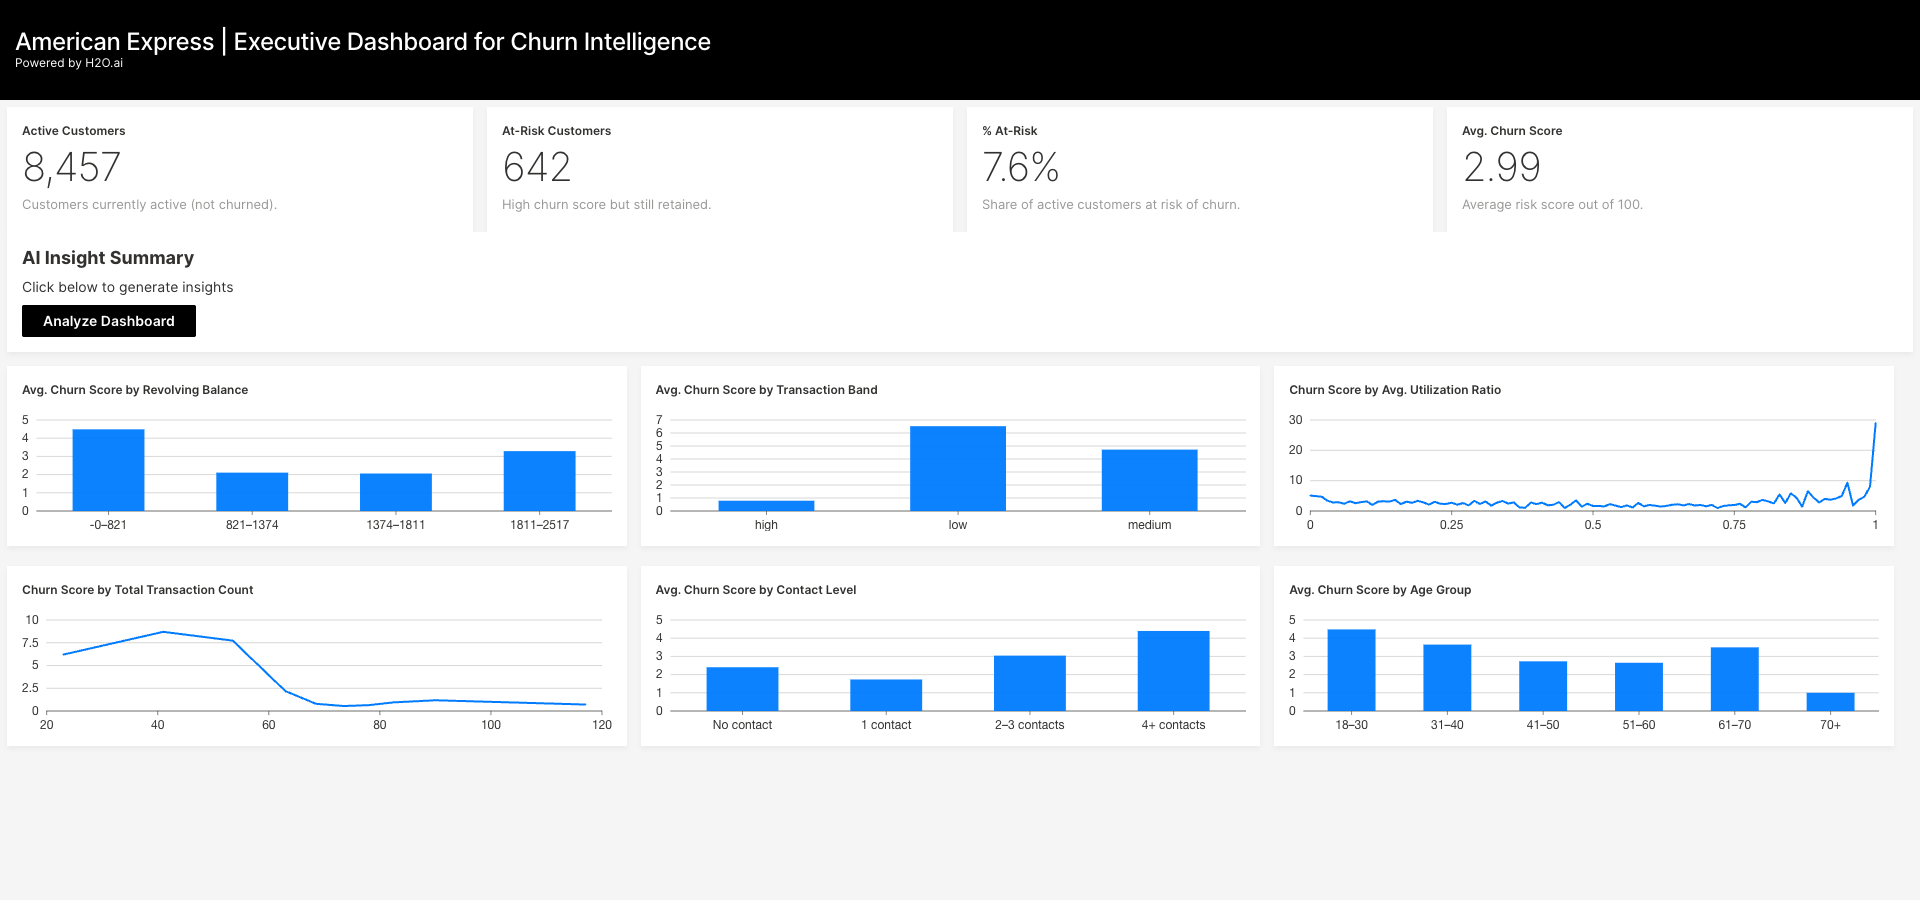 American Express | Executive Dashboard for Churn Intelligence
Powered by H2O.ai
Active Customers
8,457
Customers currently active (not churned).
At-Risk Customers
642
High churn score but still retained.
% At-Risk
7.6%
Share of active customers at risk of churn.
Avg. Churn Score
2.99
Average risk score out of 100.
AI Insight Summary
Click below to generate insights
Analyze Dashboard
Avg. Churn Score by Revolving Balance
5
4
3
2
1
0
-0–821 821–1374 1374–1811 1811–2517
Avg. Churn Score by Transaction Band
7
6
5
4
3
2
1
0
high low medium
Churn Score by Avg. Utilization Ratio
30
20
10
0
0 0.25 0.5 0.75 1
Churn Score by Total Transaction Count
10
7.5
5
2.5
0
20 40 60 80 100 120
Avg. Churn Score by Contact Level
5
4
3
2
1
0
No contact 1 contact 2–3 contacts 4+ contacts
Avg. Churn Score by Age Group
5
4
3
2
1
0
18–30 31–40 41–50 51–60 61–70 70+